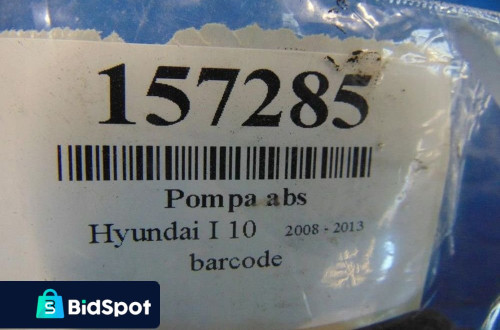 157285
Pompa abs
Hyundai I 10 2008 - 2013
barcode
S BidSpot